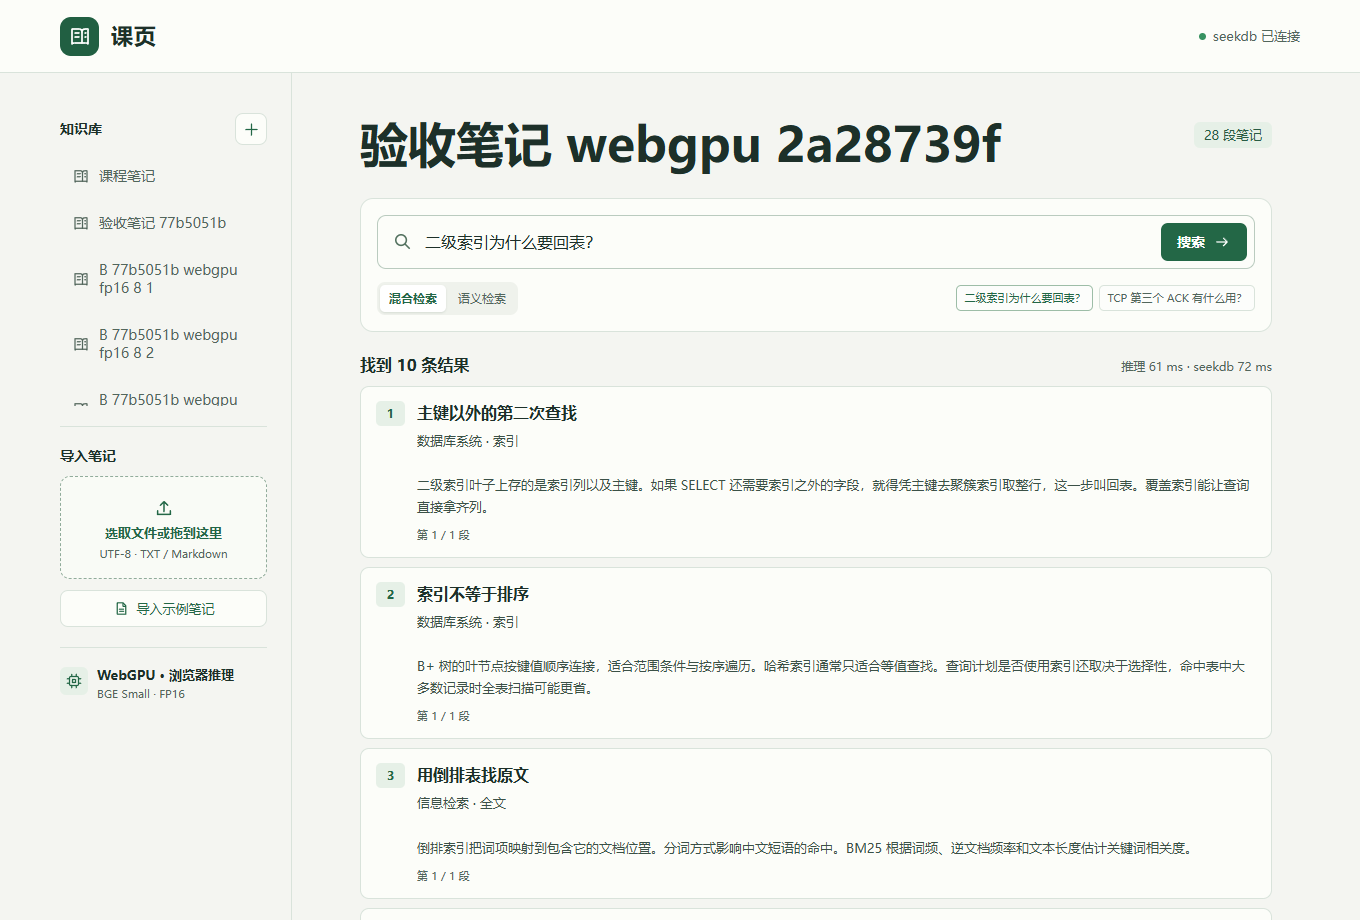 课页
seekdb 已连接
知识库
课程笔记
验收笔记 77b5051b
B 77b5051b webgpu
fp16 8 1
B 77b5051b webgpu
fp16 8 2
B 77b5051b webgpu
导入笔记
选取文件或拖到这里
UTF-8 · TXT / Markdown
导入示例笔记
WebGPU • 浏览器推理
BGE Small · FP16
验收笔记 webgpu 2a28739f
28 段笔记
二级索引为什么要回表？
搜索 →
混合检索 语义检索
二级索引为什么要回表？ TCP 第三个 ACK 有什么用？
找到 10 条结果
推理 61 ms · seekdb 72 ms
1 主键以外的第二次查找
数据库系统 · 索引
二级索引叶子上存的是索引列以及主键。如果 SELECT 还需要索引之外的字段，就得凭主键去聚簇索引取整行，这一步叫回表。覆盖索引能让查询
直接拿齐列。
第 1 / 1 段
2 索引不等于排序
数据库系统 · 索引
B+ 树的叶节点按键值顺序连接，适合范围条件与按序遍历。哈希索引通常只适合等值查找。查询计划是否使用索引还取决于选择性，命中表中大
多数记录时全表扫描可能更省。
第 1 / 1 段
3 用倒排表找原文
信息检索 · 全文
倒排索引把词项映射到包含它的文档位置。分词方式影响中文短语的命中。BM25 根据词频、逆文档频率和文本长度估计关键词相关度。
第 1 / 1 段